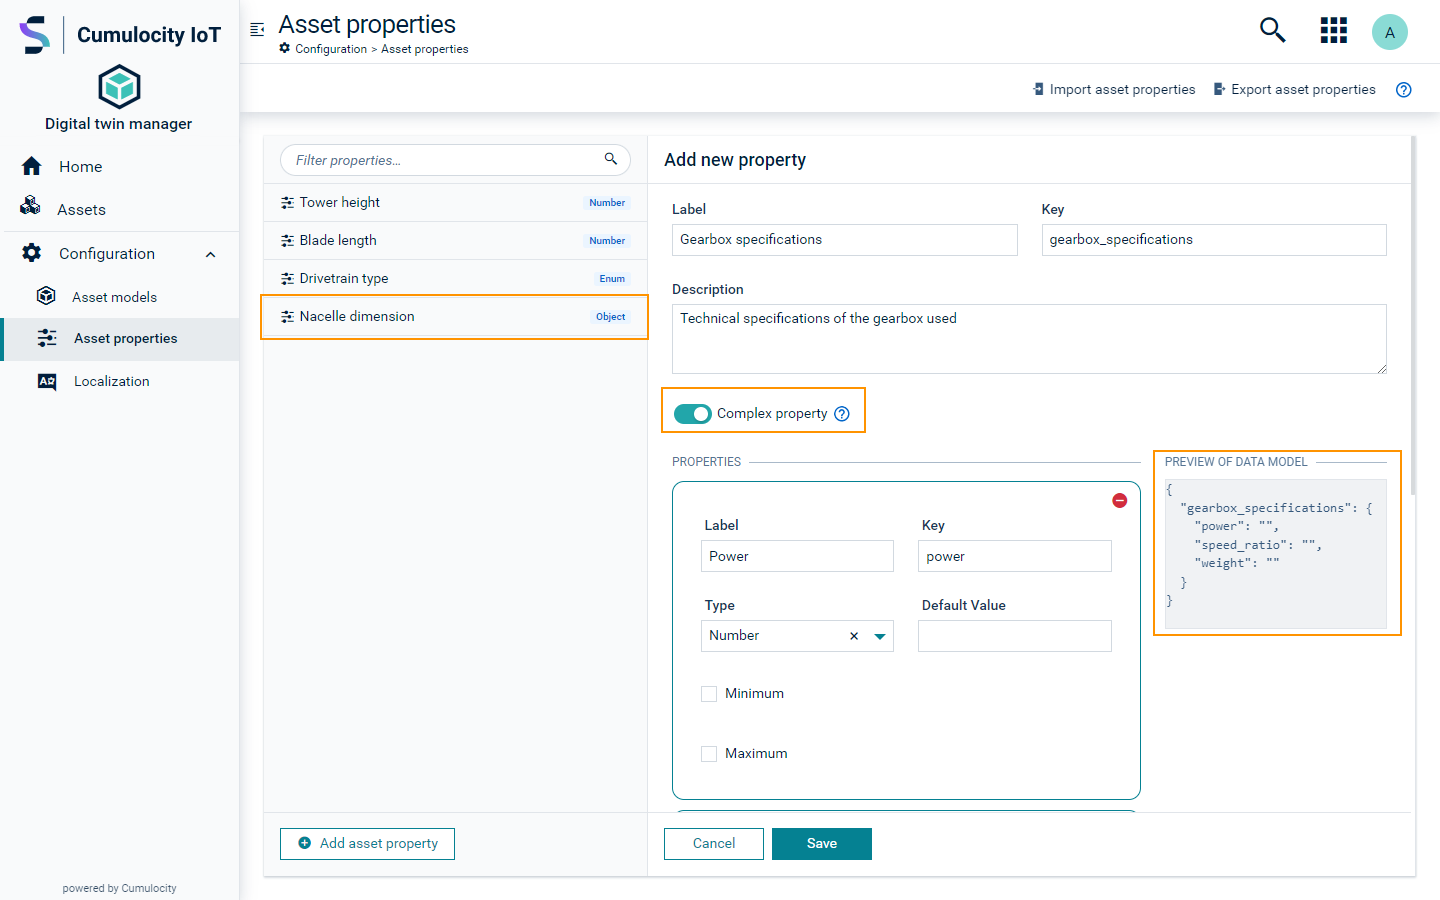 Cumulocity IoT
Digital twin manager
Home
Assets
Configuration
Asset models
Asset properties
Localization
powered by Cumulocity
Asset properties
Configuration > Asset properties
A
Import asset properties
Export asset properties
?
Filter properties...
Tower height Number
Blade length Number
Drivetrain type Enum
Nacelle dimension Object
Add asset property
Add new property
Label Key
Gearbox specifications gearbox_specifications
Description
Technical specifications of the gearbox used
Complex property ?
PROPERTIES
Label Key
Power power
Type Default Value
Number
Minimum
Maximum
PREVIEW OF DATA MODEL
{
"gearbox_specifications": {
"power": "",
"speed_ratio": "",
"weight": ""
}
}
Cancel Save